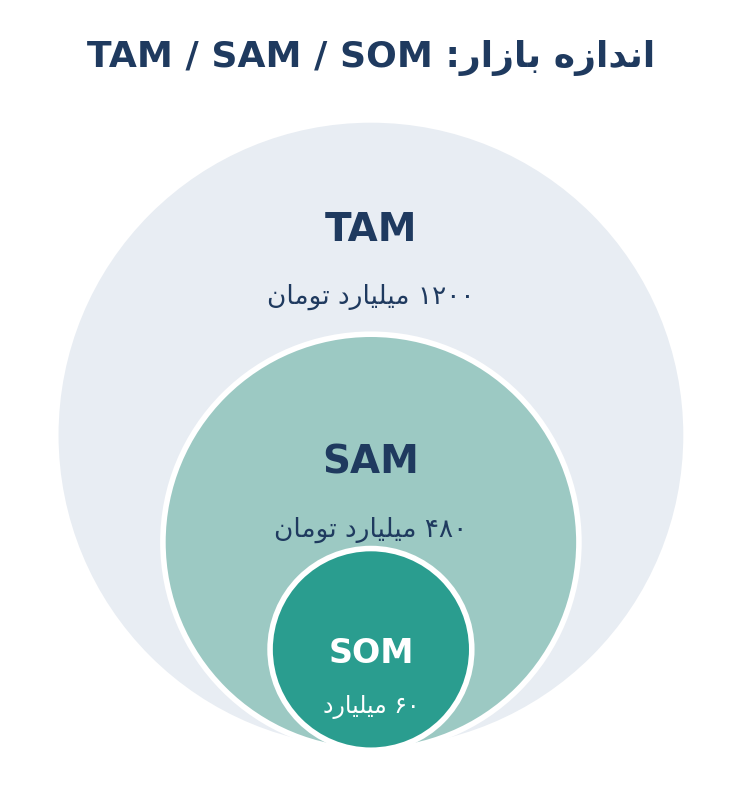 اندازه بازار: TAM / SAM / SOM
TAM
۱۲۰۰ میلیارد تومان
SAM
۴۸۰ میلیارد تومان
SOM
۶۰ میلیارد